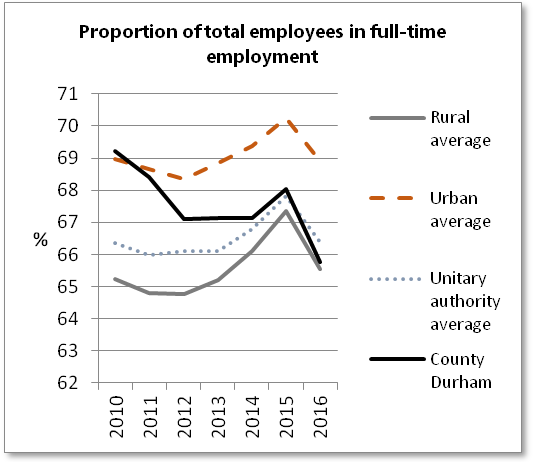 Proportion of total employees in full-time
employment
71
70
69
68
67
66
65
64
63
62
%
2010
2011
2012
2013
2014
2015
2016
Rural
average
Urban
average
Unitary
authority
average
County
Durham